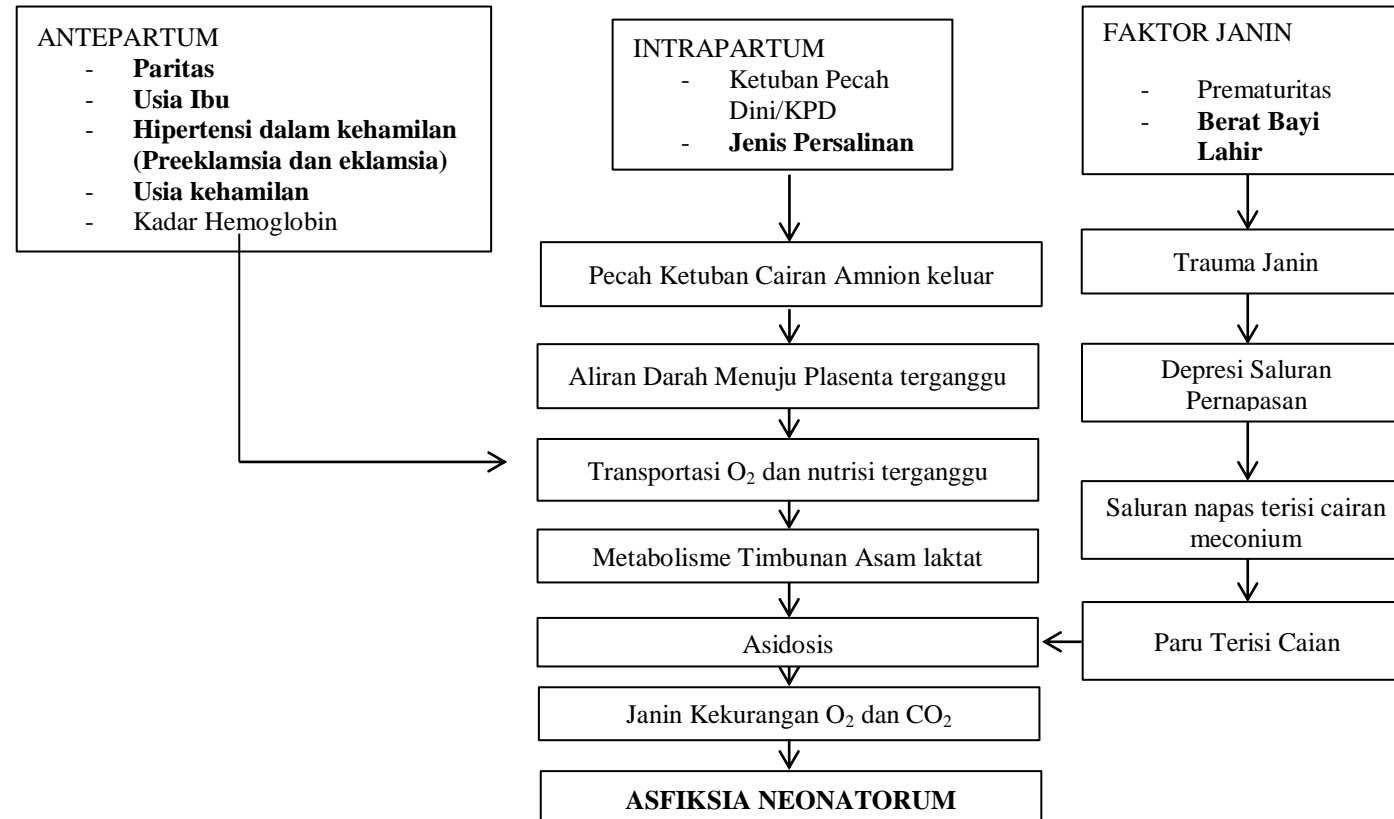 ANTEPARTUM
- Paritas
- Usia Ibu
- Hipertensi dalam kehamilan
(Preeklamsia dan eklamsia)
- Usia kehamilan
- Kadar Hemoglobin
INTRAPARTUM
- Ketuban Pecah
Dini/KPD
- Jenis Persalinan
FAKTOR JANIN
- Prematuritas
- Berat Bayi
Lahir
Pecah Ketuban Cairan Amnion keluar
Aliran Darah Menuju Plasenta terganggu
Transportasi O₂ dan nutrisi terganggu
Metabolisme Timbunan Asam laktat
Asidosis
Janin Kekurangan O₂ dan CO₂
ASFIKSIA NEONATORUM
Trauma Janin
Depresi Saluran
Pernapasan
Saluran napas terisi cairan
meconium
Paru Terisi Caian